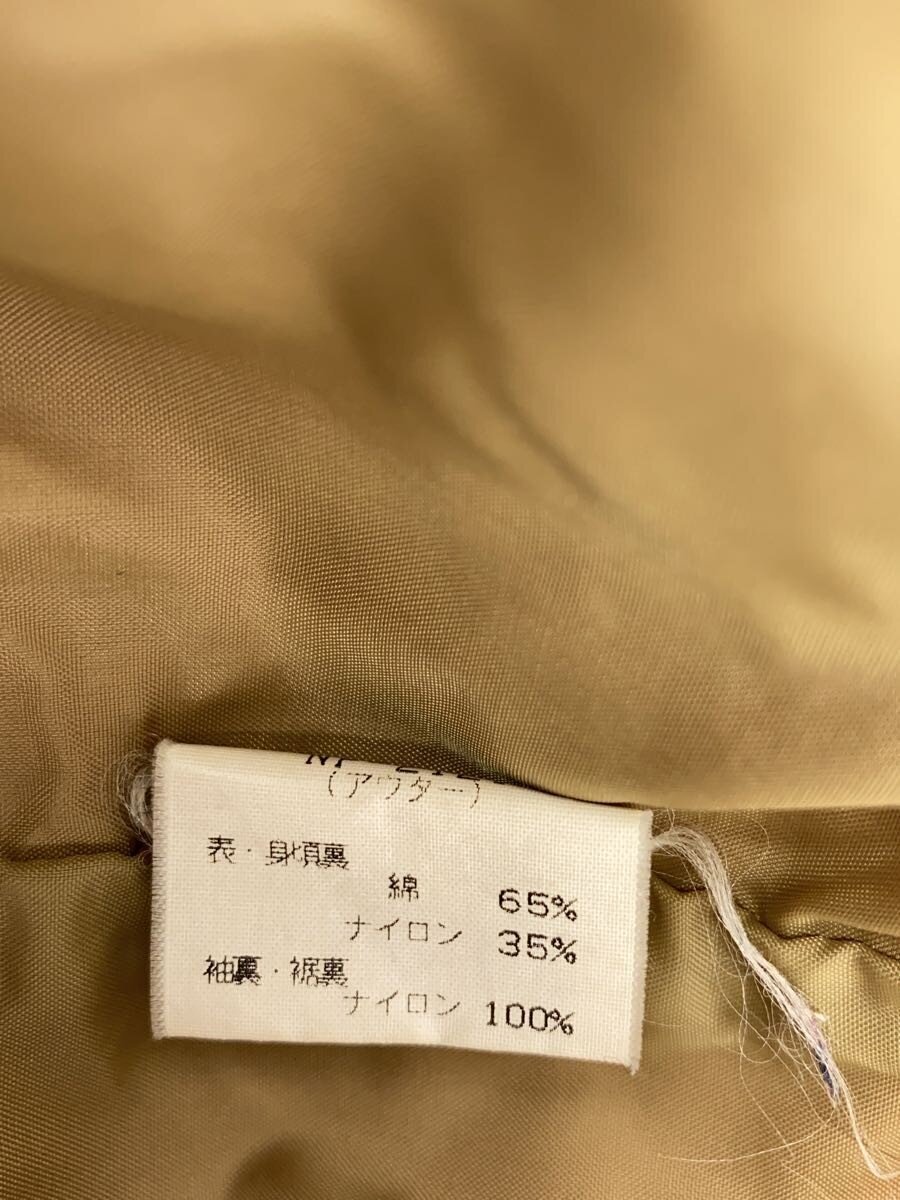 (アウター)
表・身頃裏
綿 65%
ナイロン 35%
袖裏・裾裏
ナイロン 100%